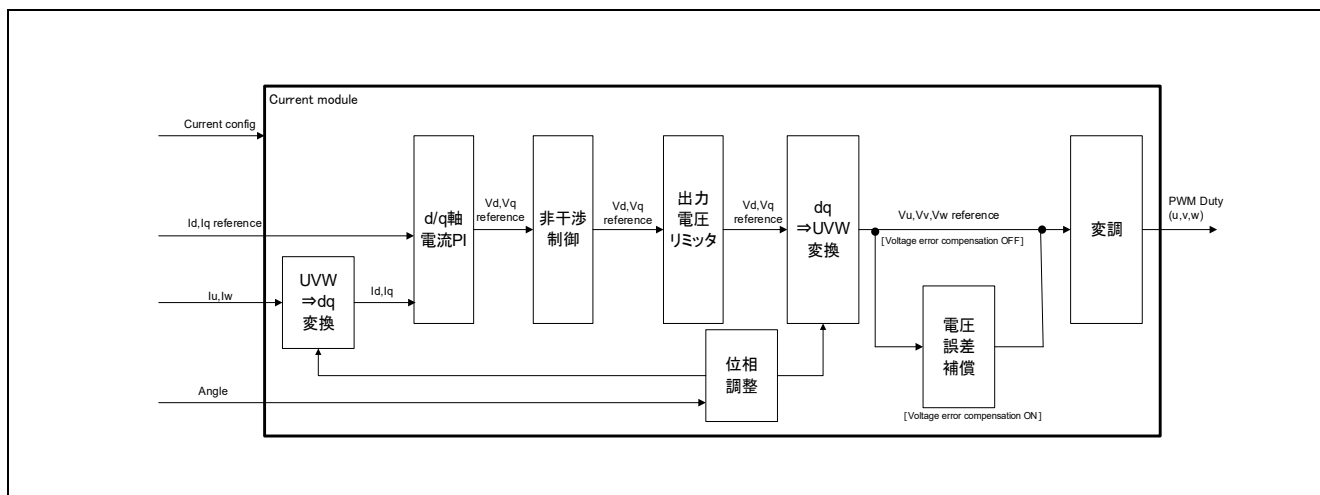 Current module
Current config
Id,Iq reference
Iu,Iw
Angle
UVW
⇒dq
変換
Id,Iq
d/q軸
電流PI
Vd,Vq
reference
非干渉
制御
Vd,Vq
reference
出力
電圧
リミッタ
Vd,Vq
reference
dq
⇒UVW
変換
位相
調整
Vu,Vv,Vw reference
[Voltage error compensation OFF]
電圧
誤差
補償
[Voltage error compensation ON]
変調
PWM Duty
(u,v,w)